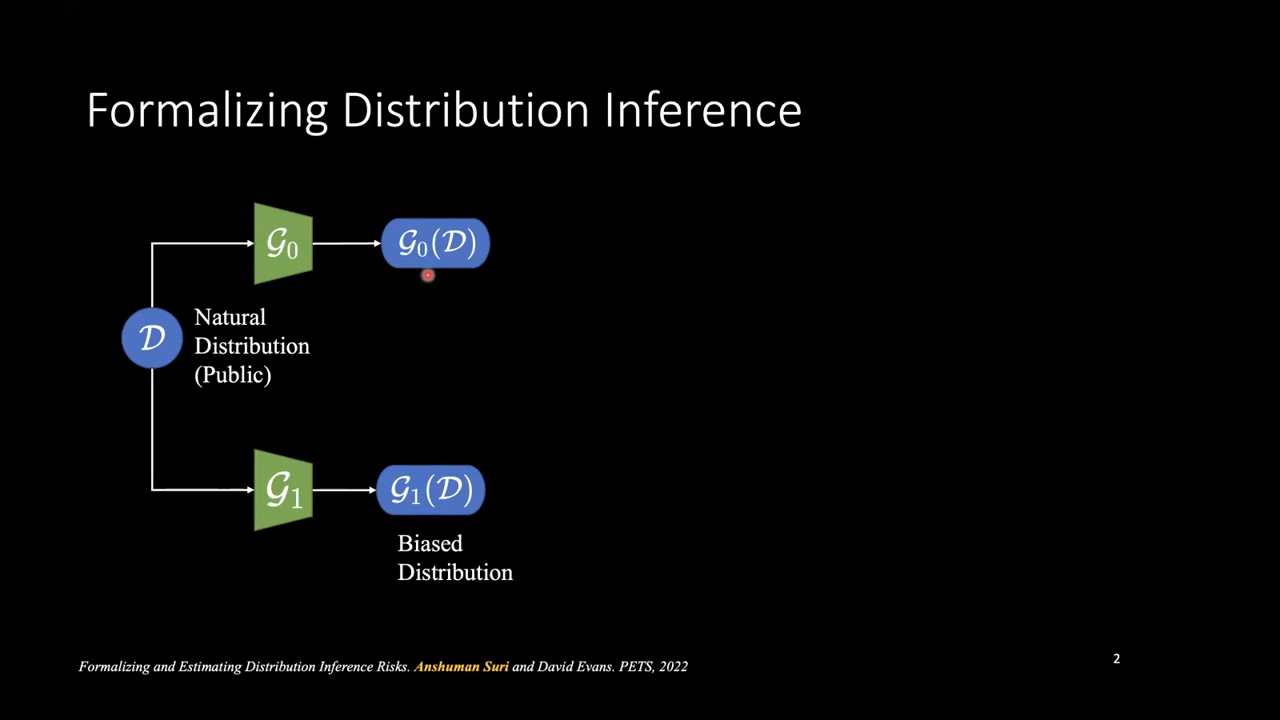 Formalizing Distribution Inference
𝒢₀
𝒢₀(𝒟)
𝒟
Natural
Distribution
(Public)
𝒢₁
𝒢₁(𝒟)
Biased
Distribution
Formalizing and Estimating Distribution Inference Risks. Anshuman Suri and David Evans. PETS, 2022
2